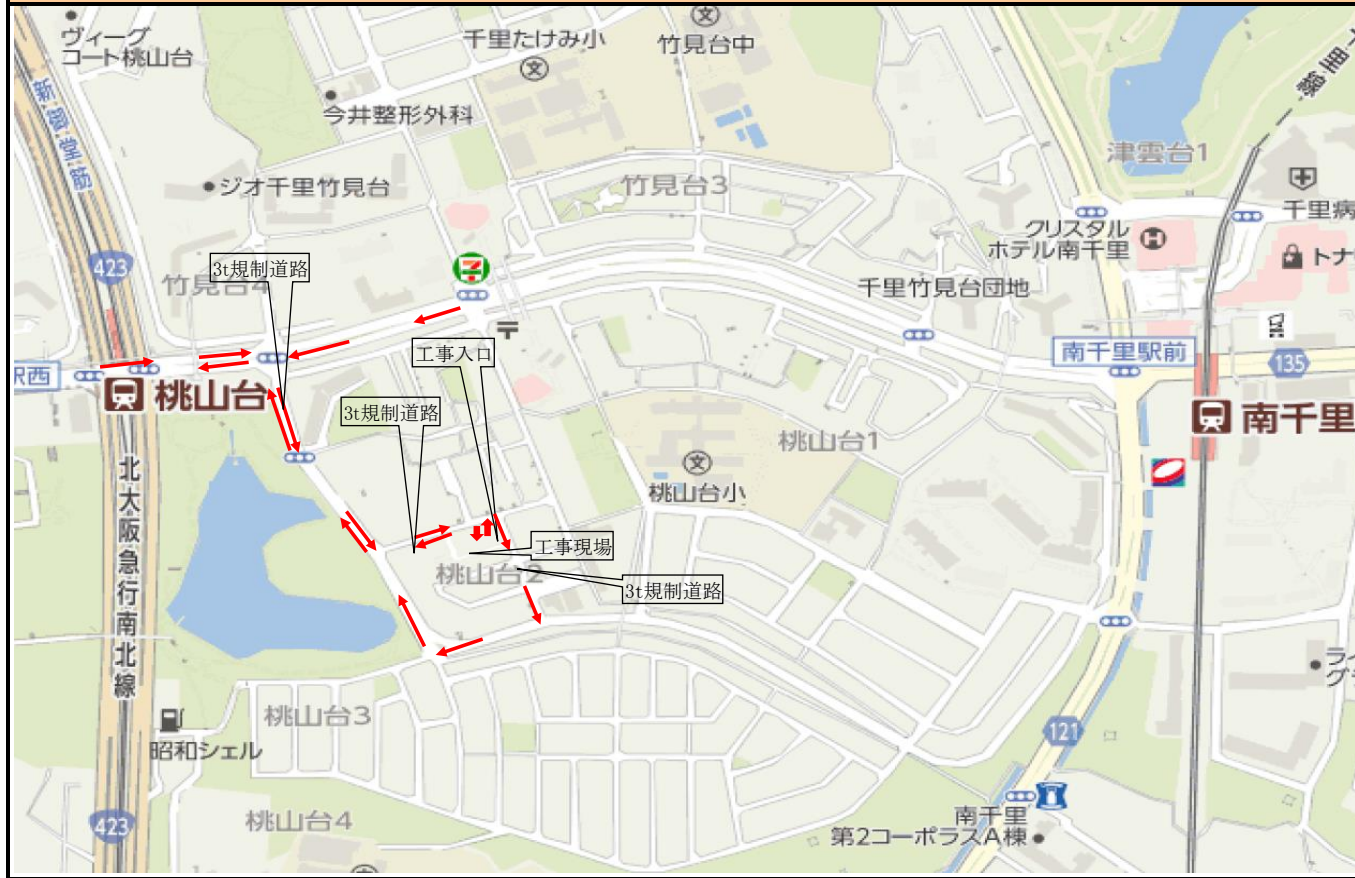 ヴィーグ
コート桃山台
千里たけみ小
文
竹見台中
文
千里線
新御堂筋
今井整形外科
津雲台1
ジオ千里竹見台
竹見台3
千里病
クリスタル
ホテル南千里
H
トナ
423
3t規制道路
竹見台4
7
千里竹見台団地
〒
工事入口
南千里駅前
135
沢西
桃山台
3t規制道路
南千里
桃山台1
文
桃山台小
北大阪急行南北線
工事現場
桃山台2
3t規制道路
桃山台3
昭和シェル
121
423
桃山台4
南千里
第2コーポラスA棟